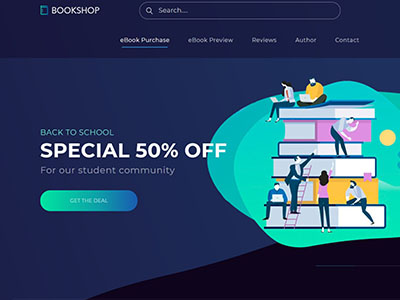 BOOKSHOP
Search....
eBook Purchase
eBook Preview
Reviews
Author
Contact
BACK TO SCHOOL
SPECIAL 50% OFF
For our student community
GET THE DEAL